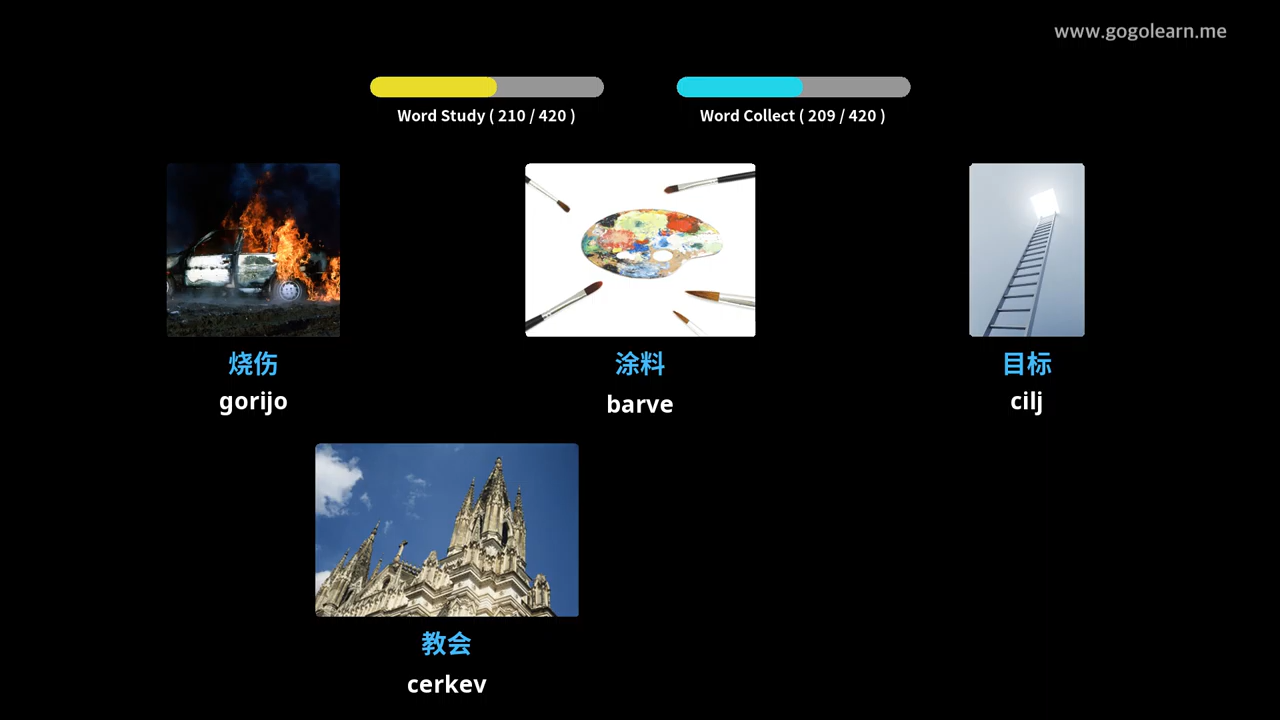 www.gogolearn.me
Word Study ( 210 / 420 )
Word Collect ( 209 / 420 )
烧伤
gorijo
涂料
barve
目标
cilj
教会
cerkev